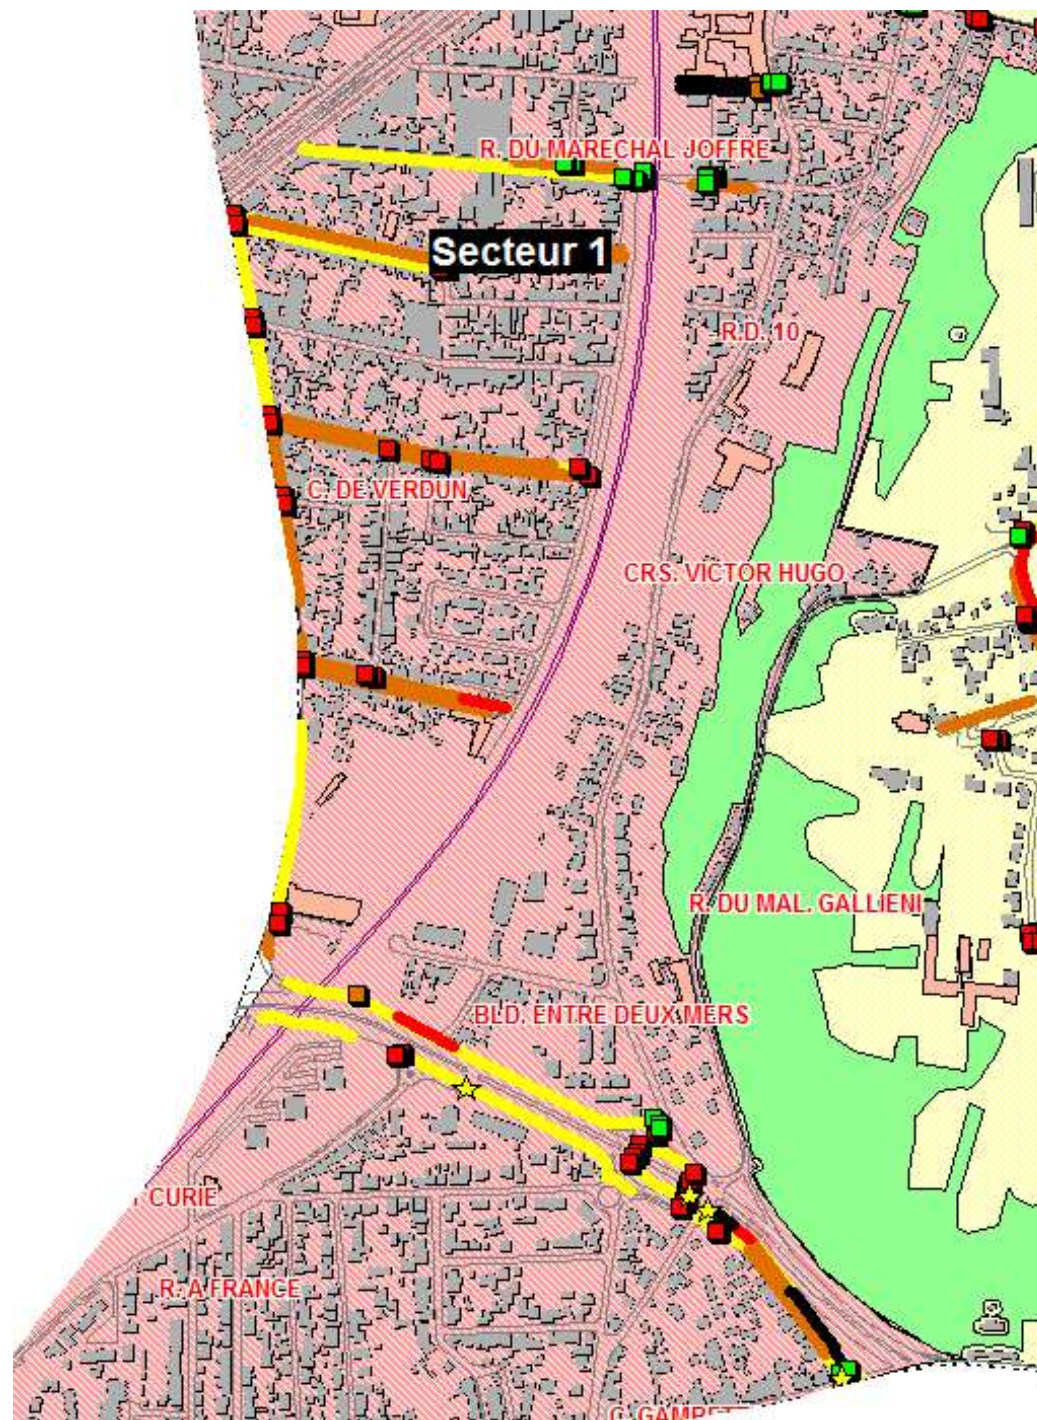 R. DU MARECHAL JOFFRE
Secteur 1
R.D. 10
C. DE VERDUN
CRS. VICTOR HUGO
R. DU MAL. GALLIENI
BLD. ENTRE DEUX MERS
CURIE
R. A FRANCE